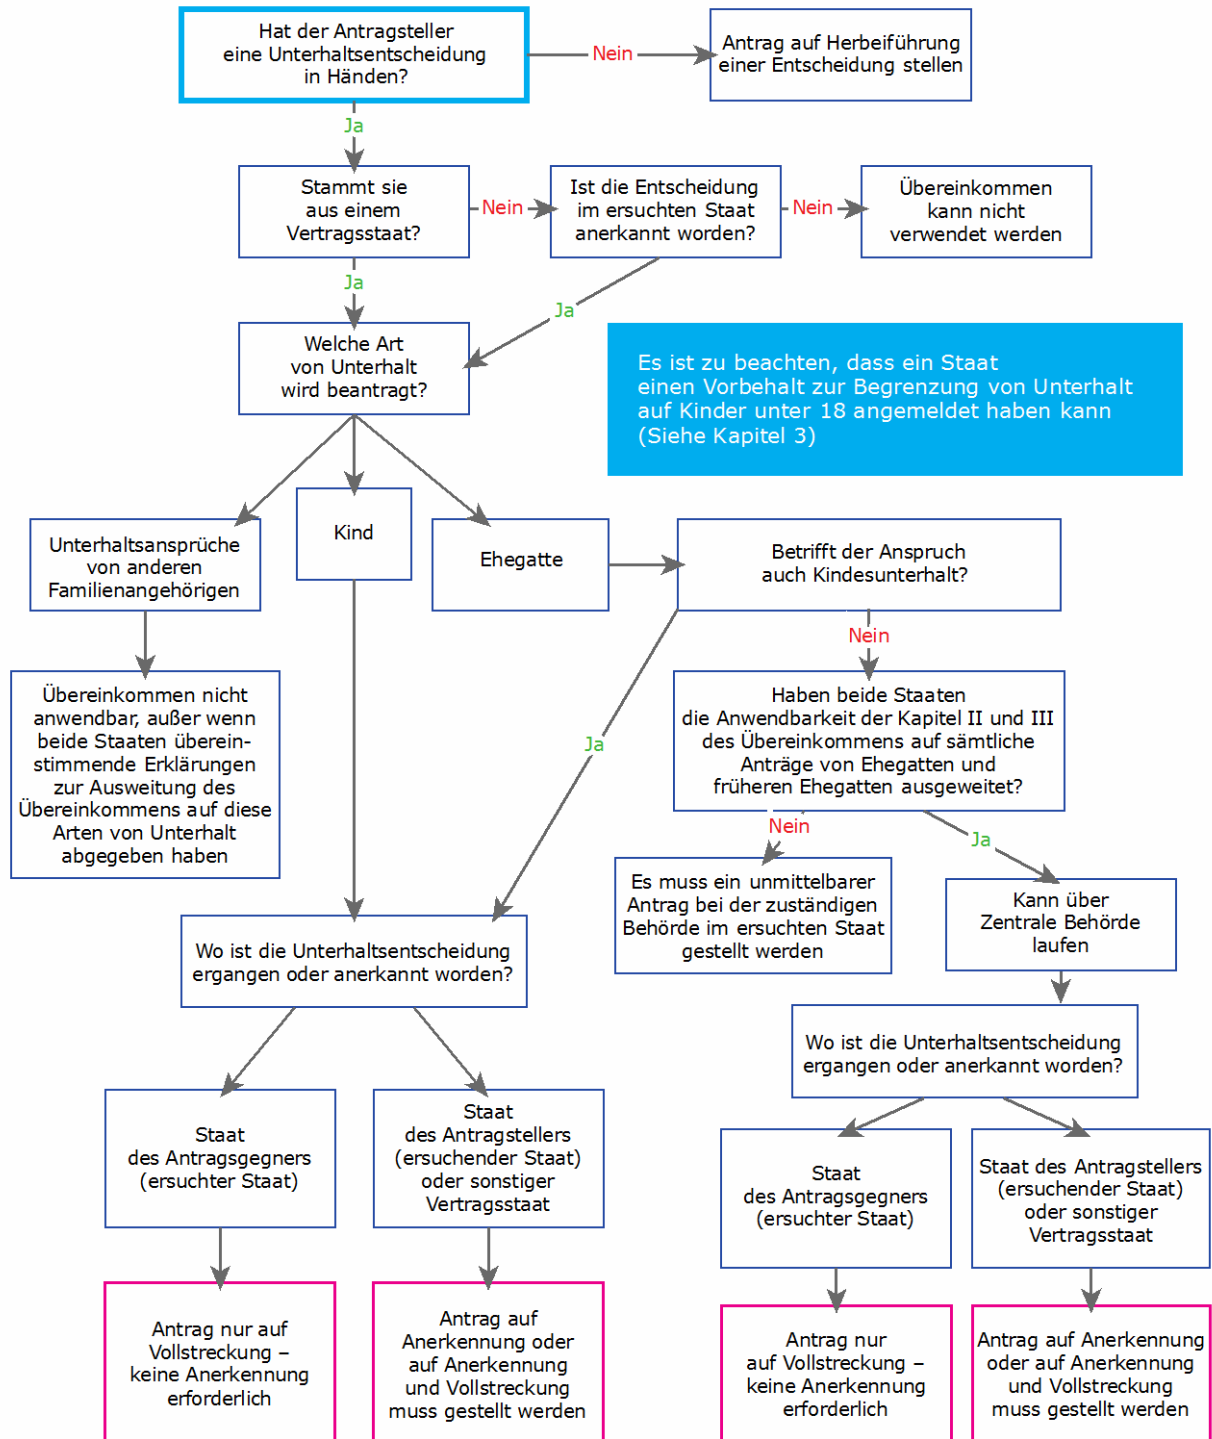 Hat der Antragsteller
eine Unterhaltsentscheidung
in Händen?
Nein
Antrag auf Herbeiführung
einer Entscheidung stellen
Ja
Stammt sie
aus einem
Vertragsstaat?
Nein
Ist die Entscheidung
im ersuchten Staat
anerkannt worden?
Nein
Übereinkommen
kann nicht
verwendet werden
Ja
Ja
Welche Art
von Unterhalt
wird beantragt?
Es ist zu beachten, dass ein Staat
einen Vorbehalt zur Begrenzung von Unterhalt
auf Kinder unter 18 angemeldet haben kann
(Siehe Kapitel 3)
Unterhaltsansprüche
von anderen
Familienangehörigen
Kind
Ehegatte
Betrifft der Anspruch
auch Kindesunterhalt?
Nein
Übereinkommen nicht
anwendbar, außer wenn
beide Staaten überein-
stimmende Erklärungen
zur Ausweitung des
Übereinkommens auf diese
Arten von Unterhalt
abgegeben haben
Ja
Haben beide Staaten
die Anwendbarkeit der Kapitel II und III
des Übereinkommens auf sämtliche
Anträge von Ehegatten und
früheren Ehegatten ausgeweitet?
Nein
Ja
Es muss ein unmittelbarer
Antrag bei der zuständigen
Behörde im ersuchten Staat
gestellt werden
Kann über
Zentrale Behörde
laufen
Wo ist die Unterhaltsentscheidung
ergangen oder anerkannt worden?
Wo ist die Unterhaltsentscheidung
ergangen oder anerkannt worden?
Staat
des Antragsgegners
(ersuchter Staat)
Staat
des Antragstellers
(ersuchender Staat)
oder sonstiger
Vertragsstaat
Staat
des Antragsgegners
(ersuchter Staat)
Staat des Antragstellers
(ersuchender Staat)
oder sonstiger
Vertragsstaat
Antrag nur auf
Vollstreckung –
keine Anerkennung
erforderlich
Antrag auf
Anerkennung oder
auf Anerkennung
und Vollstreckung
muss gestellt werden
Antrag nur
auf Vollstreckung –
keine Anerkennung
erforderlich
Antrag auf Anerkennung
oder auf Anerkennung
und Vollstreckung
muss gestellt werden